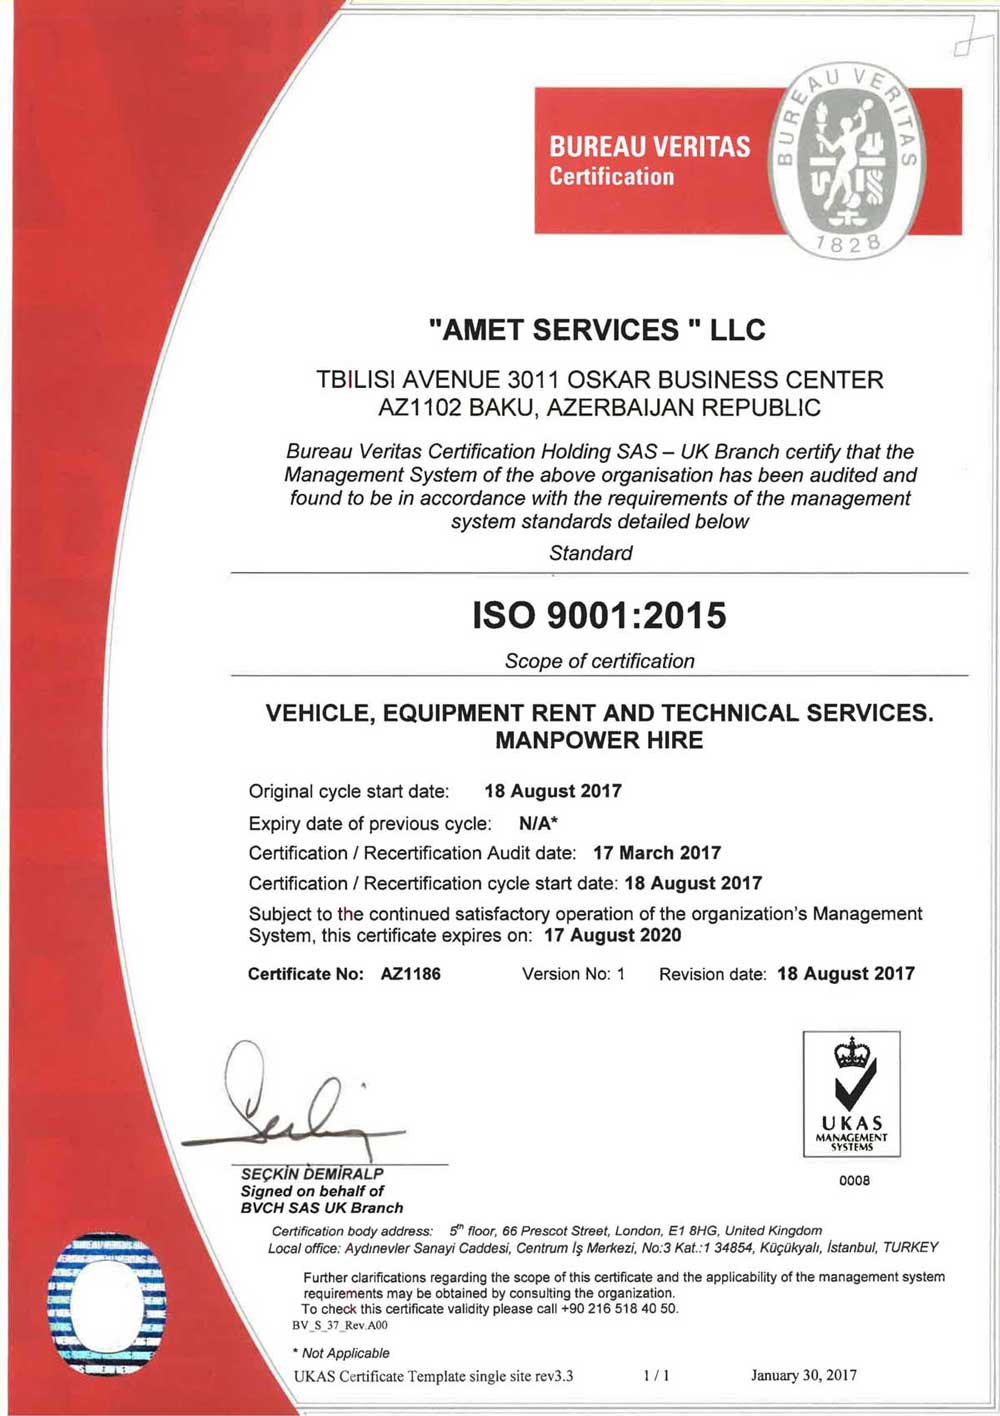 BUREAU VERITAS
Certification
BUREAU VERITAS
1828
"AMET SERVICES " LLC
TBILISI AVENUE 3011 OSKAR BUSINESS CENTER
AZ1102 BAKU, AZERBAIJAN REPUBLIC
Bureau Veritas Certification Holding SAS – UK Branch certify that the
Management System of the above organisation has been audited and
found to be in accordance with the requirements of the management
system standards detailed below
Standard
ISO 9001:2015
Scope of certification
VEHICLE, EQUIPMENT RENT AND TECHNICAL SERVICES.
MANPOWER HIRE
Original cycle start date: 18 August 2017
Expiry date of previous cycle: N/A*
Certification / Recertification Audit date: 17 March 2017
Certification / Recertification cycle start date: 18 August 2017
Subject to the continued satisfactory operation of the organization's Management
System, this certificate expires on: 17 August 2020
Certificate No: AZ1186 Version No: 1 Revision date: 18 August 2017
UKAS
MANAGEMENT
SYSTEMS
0008
SEÇKİN DEMİRALP
Signed on behalf of
BVCH SAS UK Branch
Certification body address: 5th floor, 66 Prescot Street, London, E1 8HG, United Kingdom
Local office: Aydınevler Sanayi Caddesi, Centrum İş Merkezi, No:3 Kat.:1 34854, Küçükyalı, İstanbul, TURKEY
Further clarifications regarding the scope of this certificate and the applicability of the management system
requirements may be obtained by consulting the organization.
To check this certificate validity please call +90 216 518 40 50.
BV_S_37_Rev.A00
* Not Applicable
UKAS Certificate Template single site rev3.3 1 / 1 January 30, 2017